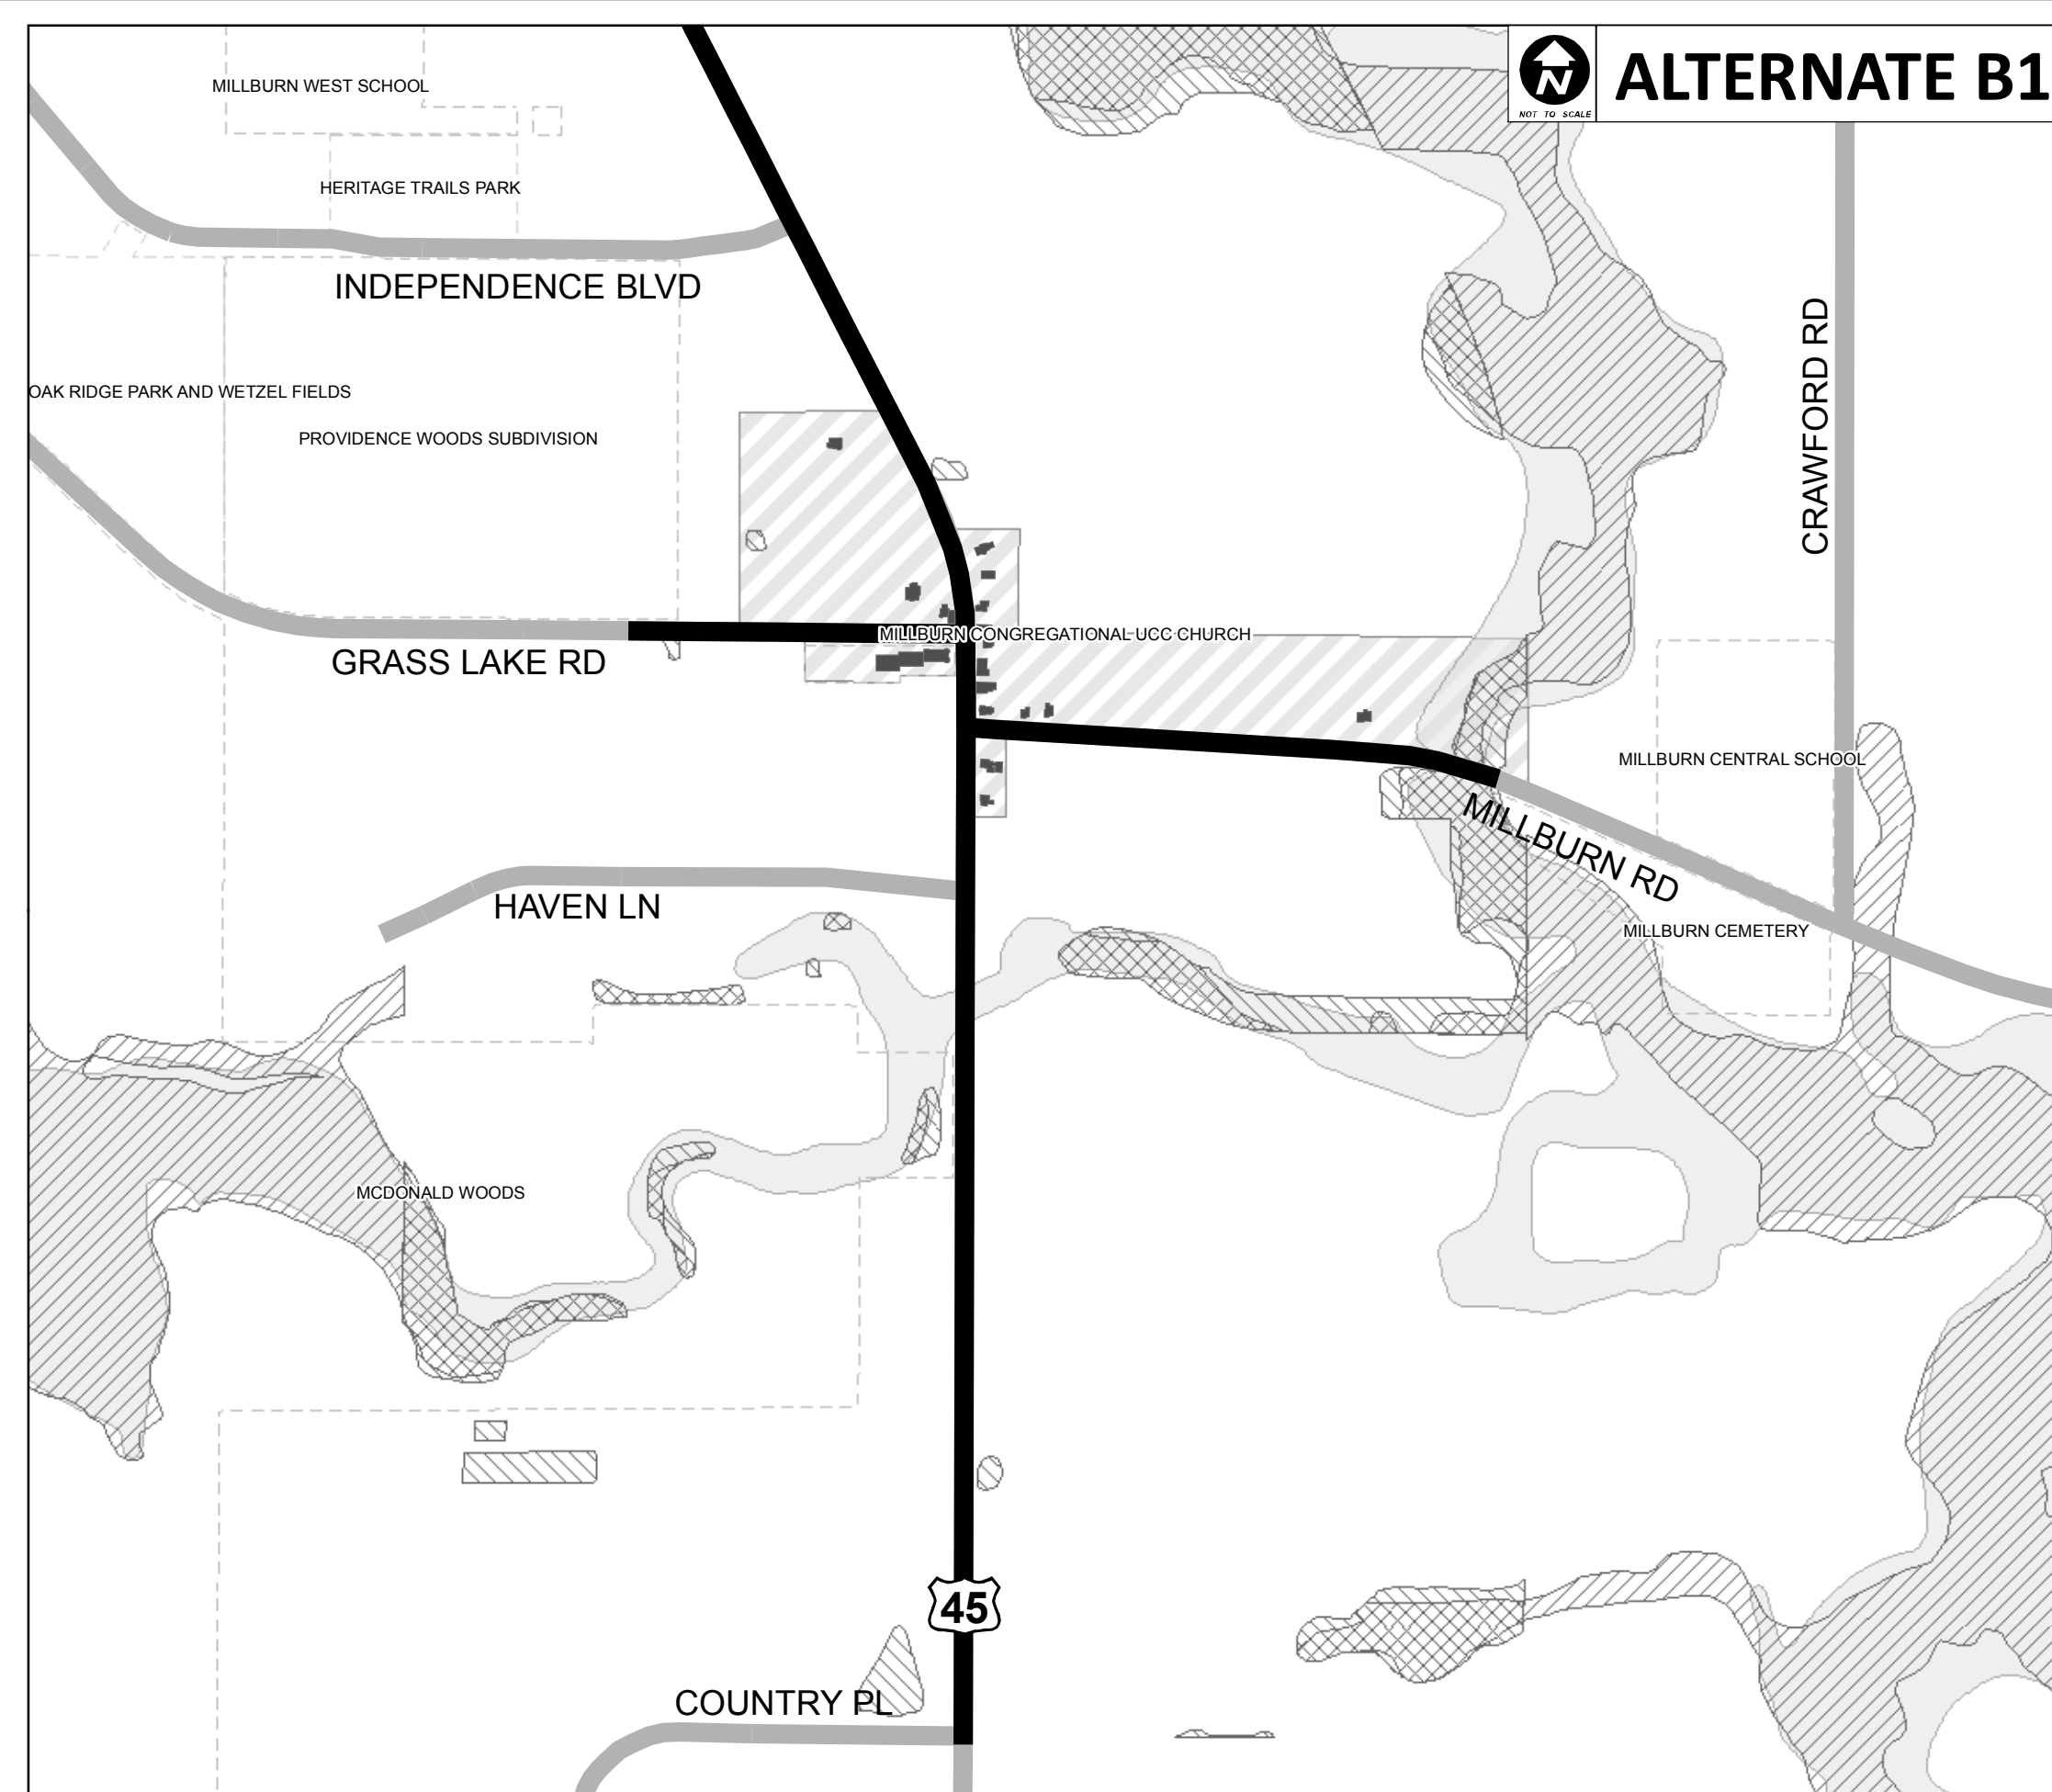 ALTERNATE B1
N
NOT TO SCALE
MILLBURN WEST SCHOOL
HERITAGE TRAILS PARK
INDEPENDENCE BLVD
OAK RIDGE PARK AND WETZEL FIELDS
PROVIDENCE WOODS SUBDIVISION
CRAWFORD RD
MILLBURN CONGREGATIONAL UCC CHURCH
GRASS LAKE RD
MILLBURN CENTRAL SCHOOL
MILLBURN RD
HAVEN LN
MILLBURN CEMETERY
MCDONALD WOODS
45
COUNTRY PL